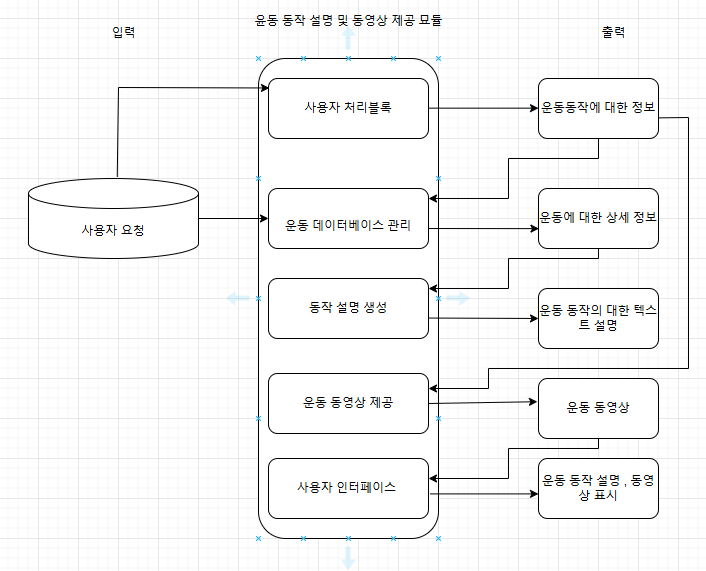 입력
운동 동작 설명 및 동영상 제공 모듈
출력
사용자 처리블록
운동동작에 대한 정보
사용자 요청
운동 데이터베이스 관리
운동에 대한 상세 정보
동작 설명 생성
운동 동작의 대한 텍스
트 설명
운동 동영상 제공
운동 동영상
사용자 인터페이스
운동 동작 설명 , 동영
상 표시